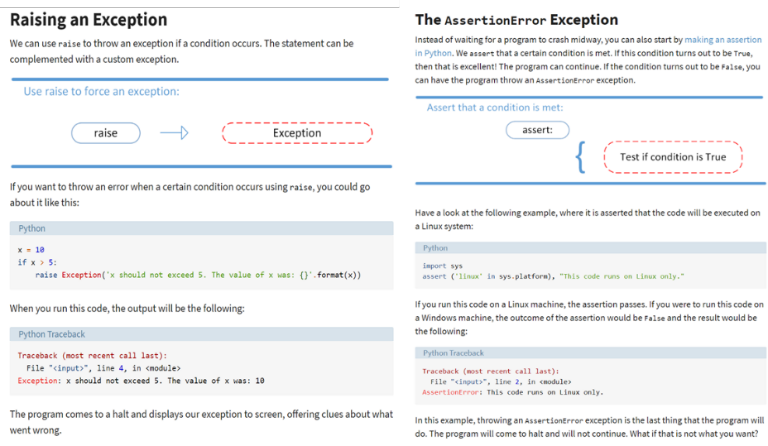 Raising an Exception
We can use raise to throw an exception if a condition occurs. The statement can be
complemented with a custom exception.
Use raise to force an exception:
raise
Exception
If you want to throw an error when a certain condition occurs using raise, you could go
about it like this:
Python
x = 10
if x > 5:
    raise Exception('x should not exceed 5. The value of x was: {}'.format(x))
When you run this code, the output will be the following:
Python Traceback
Traceback (most recent call last):
  File "<input>", line 4, in <module>
Exception: x should not exceed 5. The value of x was: 10
The program comes to a halt and displays our exception to screen, offering clues about what
went wrong.
The AssertionError Exception
Instead of waiting for a program to crash midway, you can also start by making an assertion
in Python. We assert that a certain condition is met. If this condition turns out to be True,
then that is excellent! The program can continue. If the condition turns out to be False, you
can have the program throw an AssertionError exception.
Assert that a condition is met:
assert:
Test if condition is True
Have a look at the following example, where it is asserted that the code will be executed on
a Linux system:
Python
import sys
assert ('linux' in sys.platform), "This code runs on Linux only."
If you run this code on a Linux machine, the assertion passes. If you were to run this code on
a Windows machine, the outcome of the assertion would be False and the result would be
the following:
Python Traceback
Traceback (most recent call last):
  File "<input>", line 2, in <module>
AssertionError: This code runs on Linux only.
In this example, throwing an AssertionError exception is the last thing that the program will
do. The program will come to halt and will not continue. What if that is not what you want?